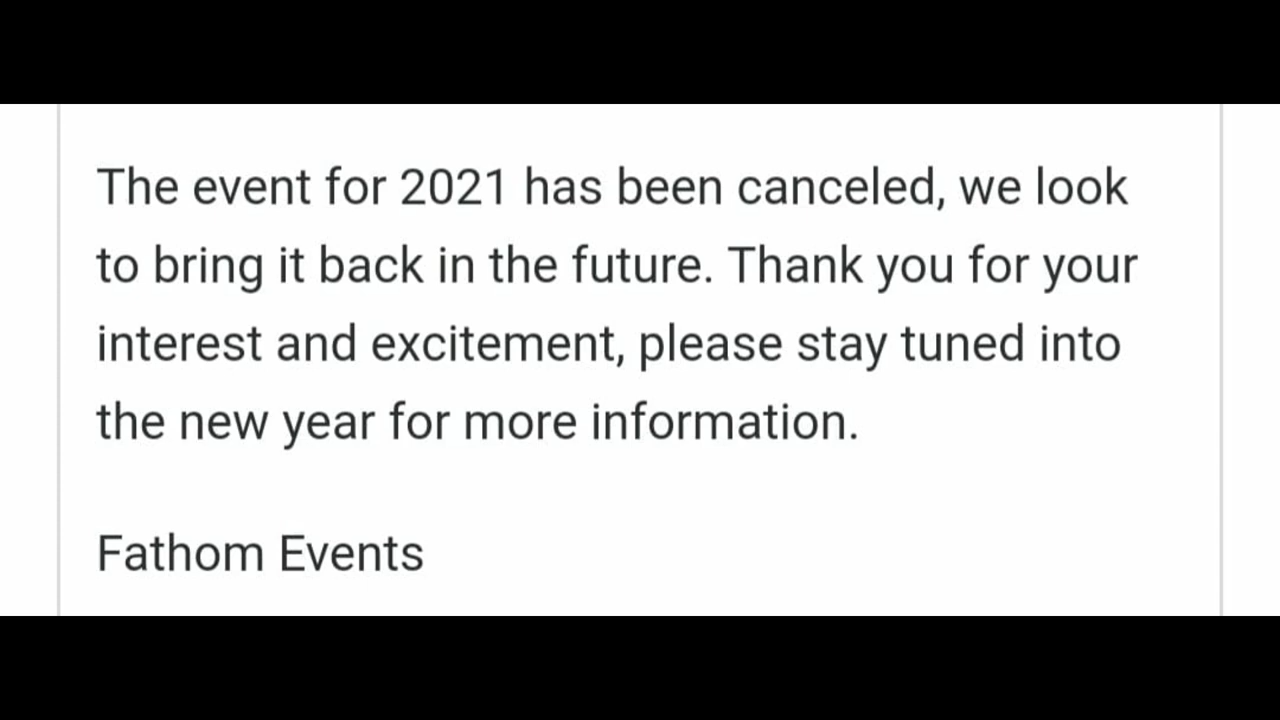 The event for 2021 has been canceled, we look
to bring it back in the future. Thank you for your
interest and excitement, please stay tuned into
the new year for more information.
Fathom Events